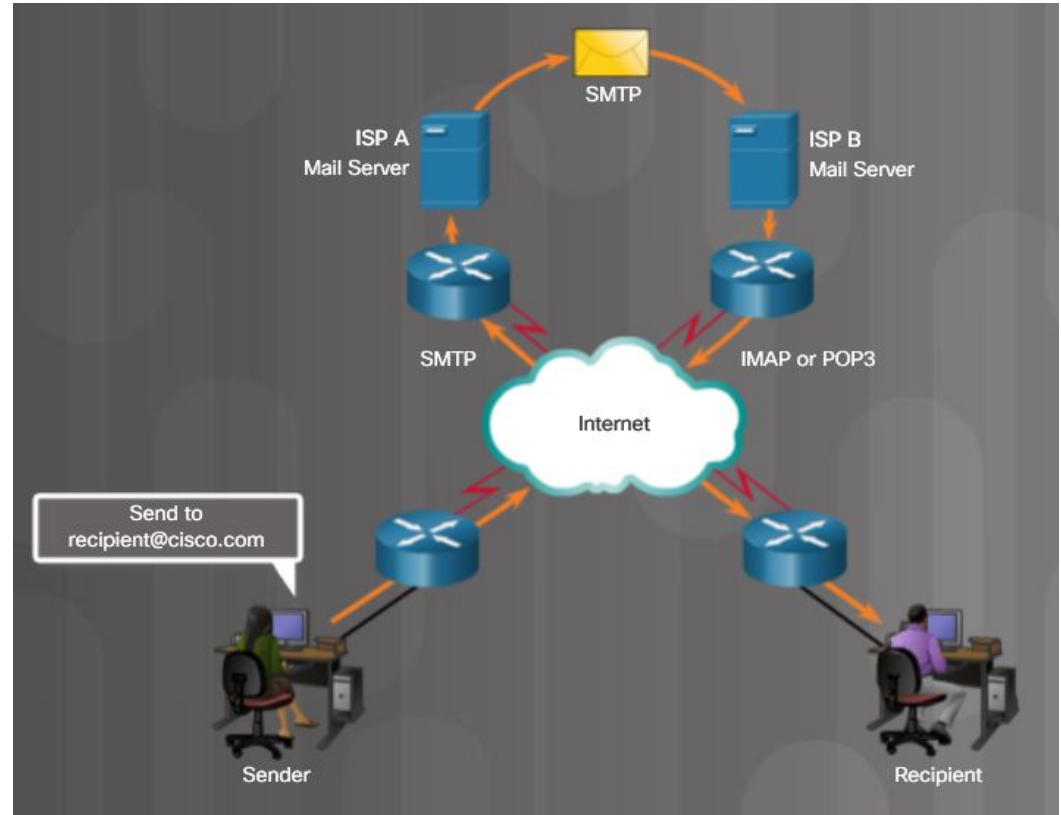 SMTP
ISP A
Mail Server
ISP B
Mail Server
SMTP
IMAP or POP3
Internet
Send to
recipient@cisco.com
Sender
Recipient